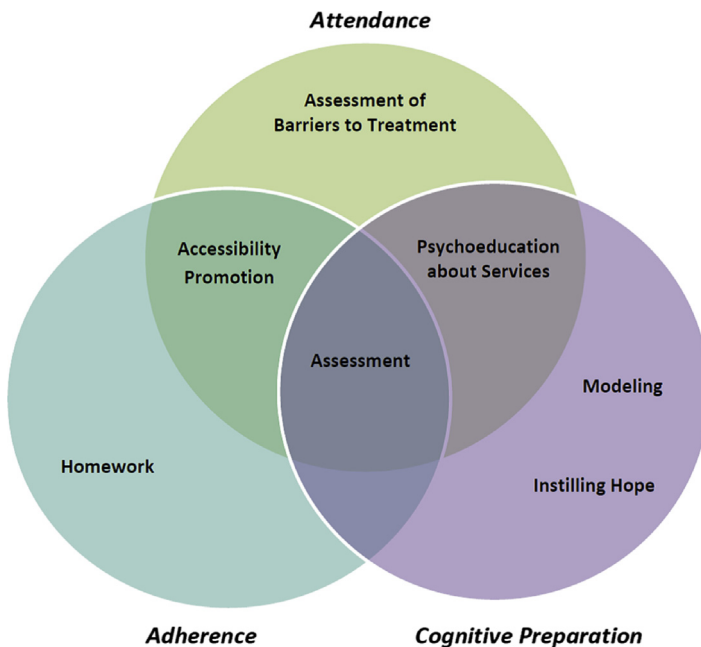 Attendance
Assessment of
Barriers to Treatment
Accessibility
Promotion
Psychoeducation
about Services
Assessment
Modeling
Homework
Instilling Hope
Adherence
Cognitive Preparation